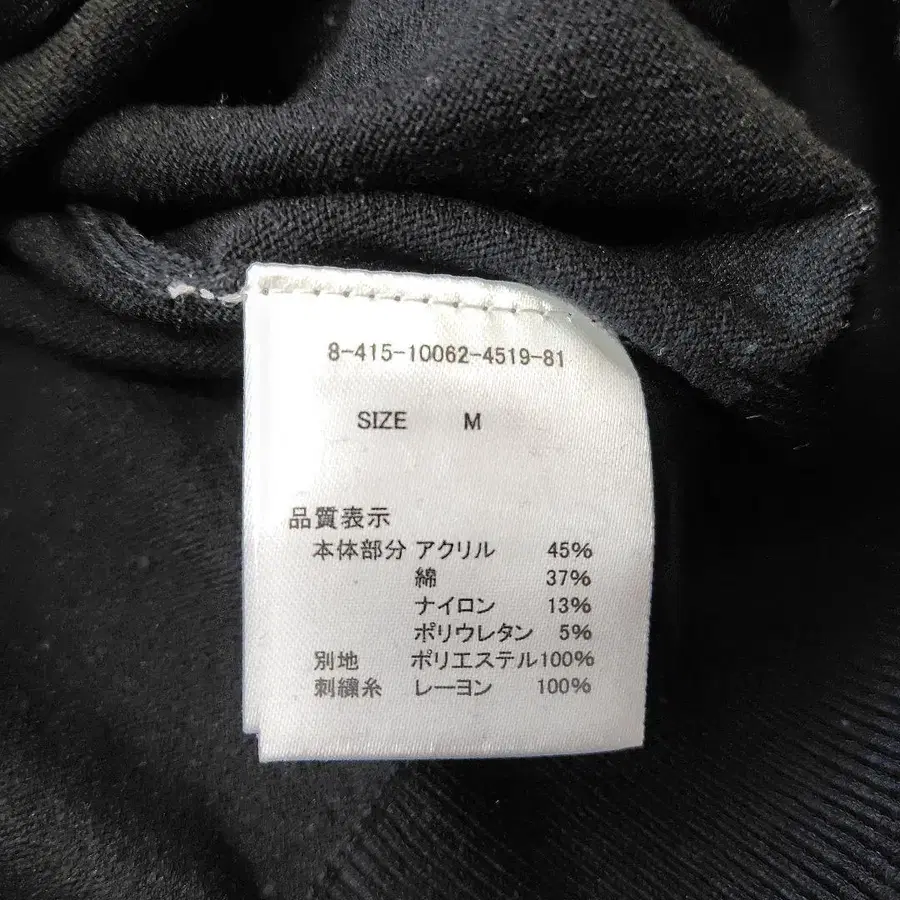 8-415-10062-4519-81
SIZE M
品質表示
本体部分 アクリル 45%
綿 37%
ナイロン 13%
ポリウレタン 5%
別地 ポリエステル100%
刺繍糸 レーヨン 100%